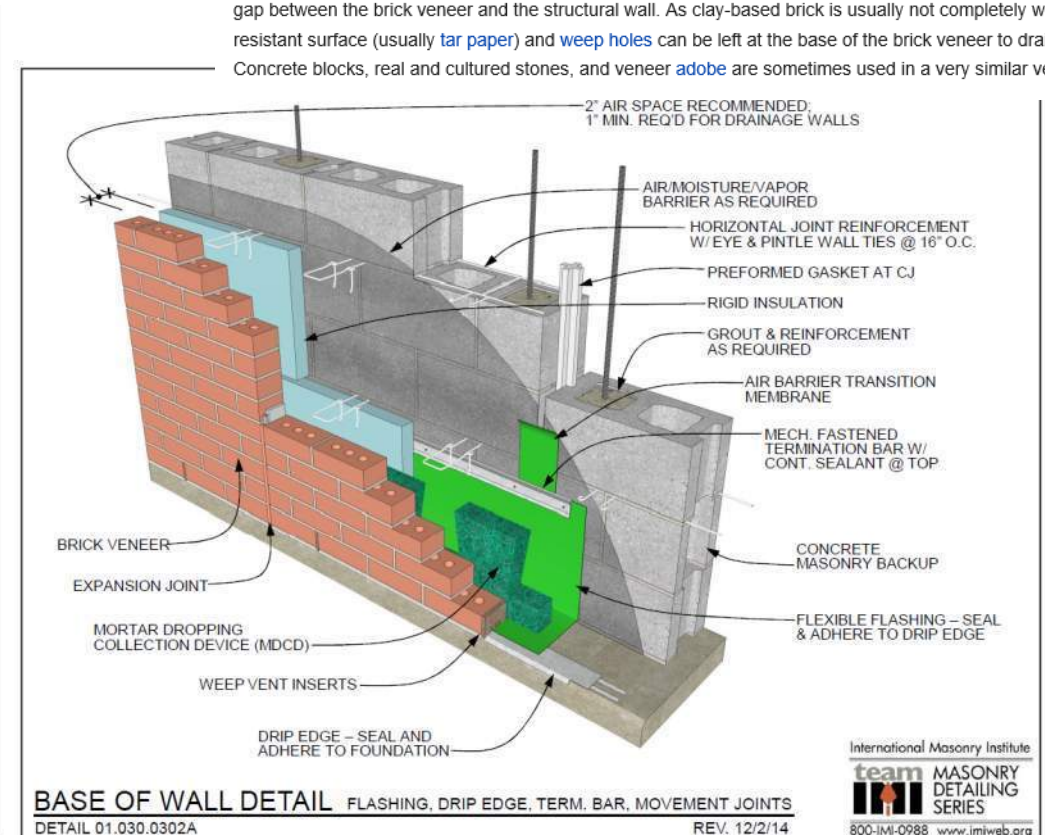 gap between the brick veneer and the structural wall. As clay-based brick is usually not completely w
resistant surface (usually tar paper) and weep holes can be left at the base of the brick veneer to drai
Concrete blocks, real and cultured stones, and veneer adobe are sometimes used in a very similar ve
2" AIR SPACE RECOMMENDED;
1" MIN. REQ'D FOR DRAINAGE WALLS
AIR/MOISTURE/VAPOR
BARRIER AS REQUIRED
HORIZONTAL JOINT REINFORCEMENT
W/ EYE & PINTLE WALL TIES @ 16" O.C.
PREFORMED GASKET AT CJ
RIGID INSULATION
GROUT & REINFORCEMENT
AS REQUIRED
AIR BARRIER TRANSITION
MEMBRANE
MECH. FASTENED
TERMINATION BAR W/
CONT. SEALANT @ TOP
BRICK VENEER
CONCRETE
MASONRY BACKUP
EXPANSION JOINT
FLEXIBLE FLASHING – SEAL
& ADHERE TO DRIP EDGE
MORTAR DROPPING
COLLECTION DEVICE (MDCD)
WEEP VENT INSERTS
DRIP EDGE – SEAL AND
ADHERE TO FOUNDATION
International Masonry Institute
team MASONRY
DETAILING
SERIES
800-IMI-0988 www.imiweb.org
BASE OF WALL DETAIL FLASHING, DRIP EDGE, TERM. BAR, MOVEMENT JOINTS
DETAIL 01.030.0302A REV. 12/2/14